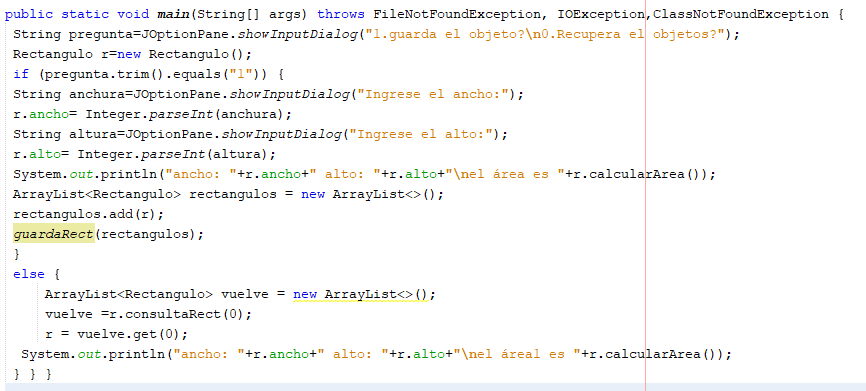 public static void main(String[] args) throws FileNotFoundException, IOException,ClassNotFoundException {
String pregunta=JOptionPane.showInputDialog("1.guarda el objeto?\n0.Recupera el objetos?");
Rectangulo r=new Rectangulo();
if (pregunta.trim().equals("1")) {
String anchura=JOptionPane.showInputDialog("Ingrese el ancho:");
r.ancho= Integer.parseInt(anchura);
String altura=JOptionPane.showInputDialog("Ingrese el alto:");
r.alto= Integer.parseInt(altura);
System.out.println("ancho: "+r.ancho+" alto: "+r.alto+"\nel área es "+r.calcularArea());
ArrayList<Rectangulo> rectangulos = new ArrayList<>();
rectangulos.add(r);
guardaRect(rectangulos);
}
else {
ArrayList<Rectangulo> vuelve = new ArrayList<>();
vuelve =r.consultaRect(0);
r = vuelve.get(0);
System.out.println("ancho: "+r.ancho+" alto: "+r.alto+"\nel áreal es "+r.calcularArea());
} } }